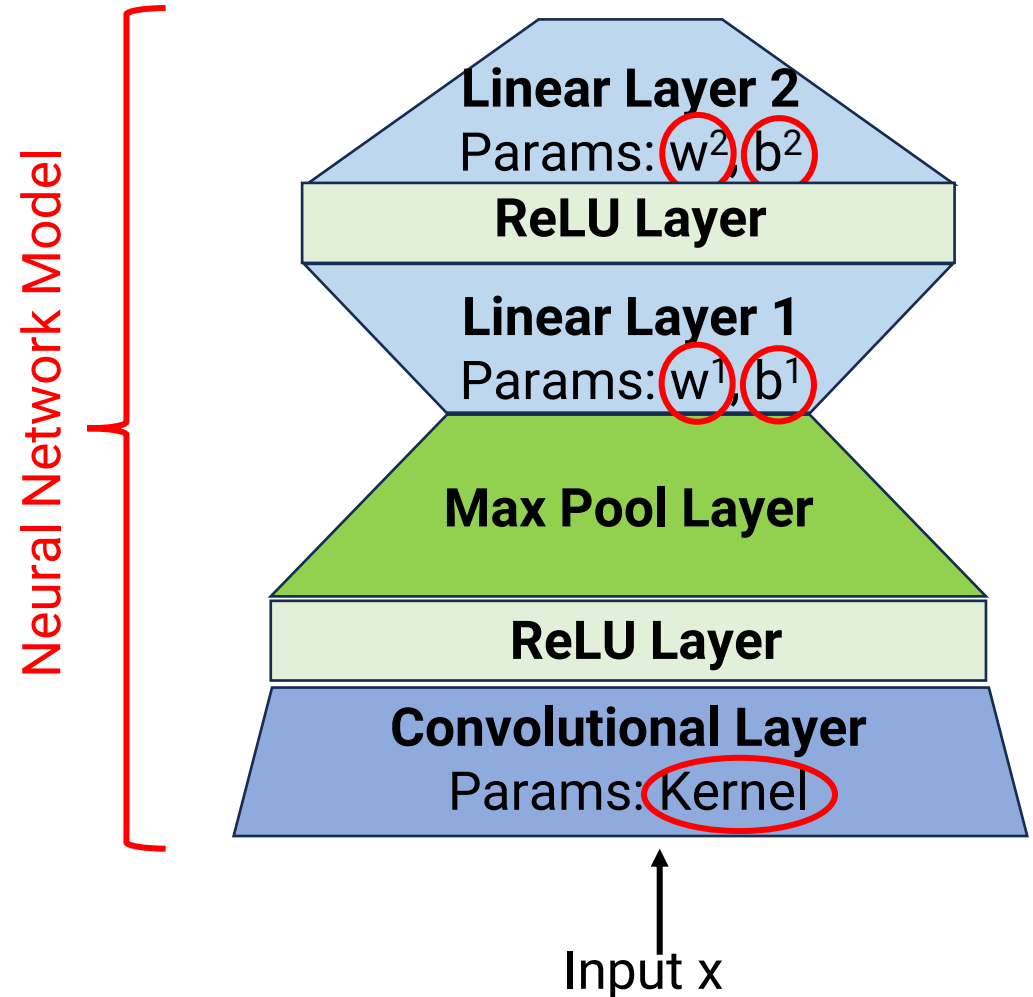 Neural Network Model
Linear Layer 2
Params: w², b²
ReLU Layer
Linear Layer 1
Params: w¹, b¹
Max Pool Layer
ReLU Layer
Convolutional Layer
Params: Kernel
Input x